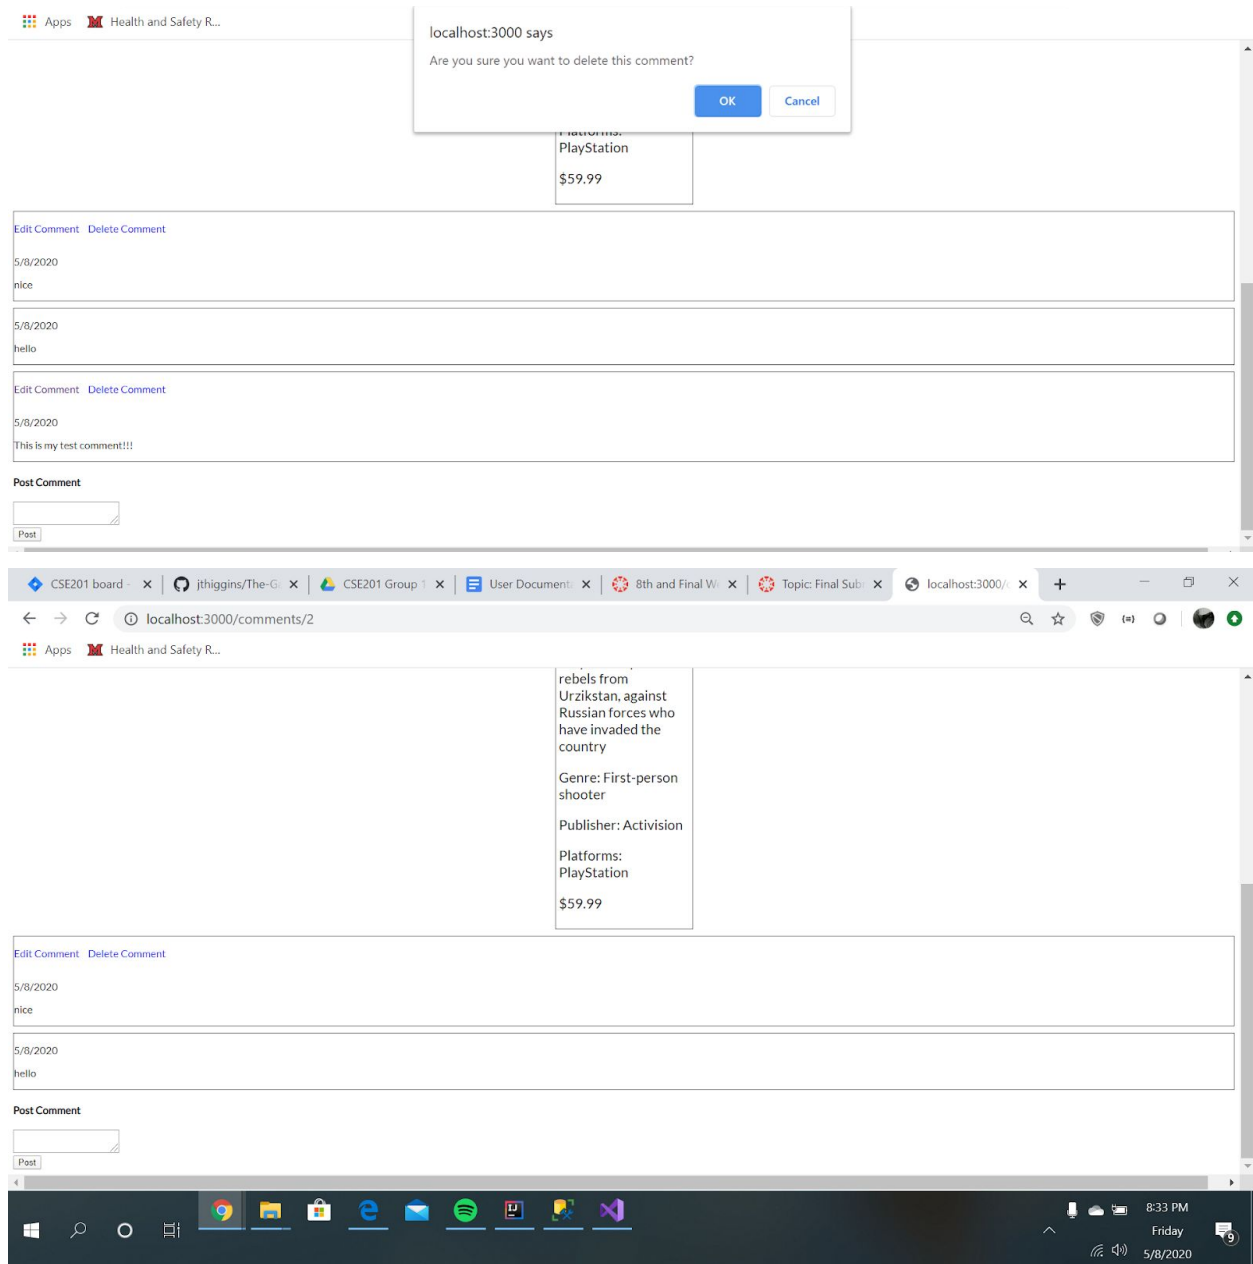 Apps Health and Safety R...
localhost:3000 says
Are you sure you want to delete this comment?
OK Cancel
Platforms:
PlayStation
$59.99
Edit Comment Delete Comment
5/8/2020
nice
5/8/2020
hello
Edit Comment Delete Comment
5/8/2020
This is my test comment!!!
Post Comment
Post
CSE201 board - jthiggins/The-G CSE201 Group 1 User Documenta 8th and Final W Topic: Final Subm localhost:3000/c
localhost:3000/comments/2
Apps Health and Safety R...
rebels from
Urzikstan, against
Russian forces who
have invaded the
country
Genre: First-person
shooter
Publisher: Activision
Platforms:
PlayStation
$59.99
Edit Comment Delete Comment
5/8/2020
nice
5/8/2020
hello
Post Comment
Post
8:33 PM
Friday
5/8/2020
9